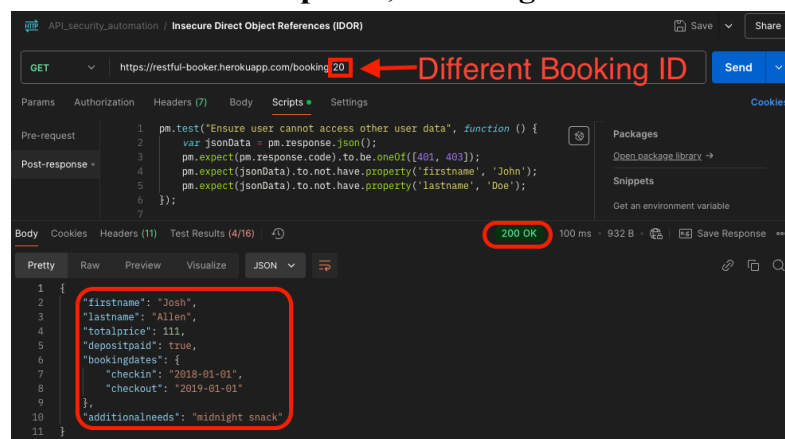 API_security_automation / Insecure Direct Object References (IDOR)
Save
Share
GET
https://restful-booker.herokuapp.com/booking/20
Different Booking ID
Send
Params Authorization Headers (7) Body Scripts Settings
Cookies
Pre-request
Post-response
1 pm.test("Ensure user cannot access other user data", function () {
2 var jsonData = pm.response.json();
3 pm.expect(pm.response.code).to.be.oneOf([401, 403]);
4 pm.expect(jsonData).to.not.have.property('firstname', 'John');
5 pm.expect(jsonData).to.not.have.property('lastname', 'Doe');
6 });
7
Packages
Open package library →
Snippets
Get an environment variable
Body Cookies Headers (11) Test Results (4/16)
200 OK 100 ms 932 B Save Response
Pretty Raw Preview Visualize JSON
1 {
2 "firstname": "Josh",
3 "lastname": "Allen",
4 "totalprice": 111,
5 "depositpaid": true,
6 "bookingdates": {
7 "checkin": "2018-01-01",
8 "checkout": "2019-01-01"
9 },
10 "additionalneeds": "midnight snack"
11 }